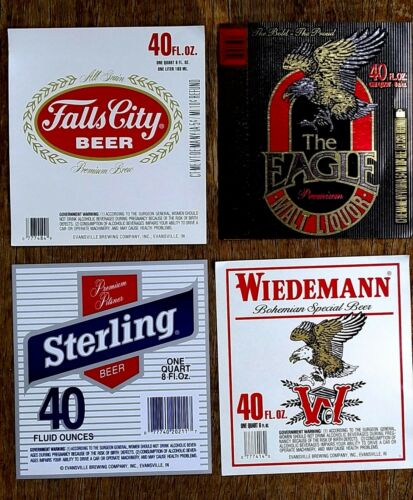 40 FL. OZ.
ONE QUART 8 FL. OZ.
ONE LITER 183 ML
All Grain
Falls City
BEER
Premium Brew
GOVERNMENT WARNING: (1) ACCORDING TO THE SURGEON GENERAL, WOMEN SHOULD
NOT DRINK ALCOHOLIC BEVERAGES DURING PREGNANCY BECAUSE OF THE RISK OF BIRTH
DEFECTS. (2) CONSUMPTION OF ALCOHOLIC BEVERAGES IMPAIRS YOUR ABILITY TO DRIVE A
CAR OR OPERATE MACHINERY, AND MAY CAUSE HEALTH PROBLEMS.
EVANSVILLE BREWING COMPANY, INC., EVANSVILLE, IN
The Bold - The Proud
40 FL. OZ.
The
EAGLE
Premium
MALT LIQUOR
Premium
Pilsner
Sterling
BEER
ONE
QUART
8 Fl.Oz.
40
FLUID OUNCES
GOVERNMENT WARNING: (1) ACCORDING TO THE SURGEON GENERAL, WOMEN SHOULD NOT DRINK ALCOHOLIC BEVER-
AGES DURING PREGNANCY BECAUSE OF THE RISK OF BIRTH DEFECTS. (2) CONSUMPTION OF ALCOHOLIC BEVER-
AGES IMPAIRS YOUR ABILITY TO DRIVE A CAR OR OPERATE MACHINERY, AND MAY CAUSE HEALTH PROBLEMS.
© EVANSVILLE BREWING COMPANY, INC., EVANSVILLE, IN
WIEDEMANN®
Bohemian Special Beer
40 FL. OZ.
ONE QUART 8 fl. oz.
W
GOVERNMENT WARNING: (1) ACCORDING TO THE SURGEON GENERAL, WOMEN SHOULD
NOT DRINK ALCOHOLIC BEVERAGES DURING PREG-
NANCY BECAUSE OF THE RISK OF BIRTH
DEFECTS. (2) CONSUMPTION OF
ALCOHOLIC BEVERAGES IMPAIRS YOUR ABILITY TO DRIVE A CAR OR OPERATE
MACHINERY, AND MAY CAUSE HEALTH PROBLEMS.
EVANSVILLE BREWING COMPANY, INC., EVANSVILLE, IN